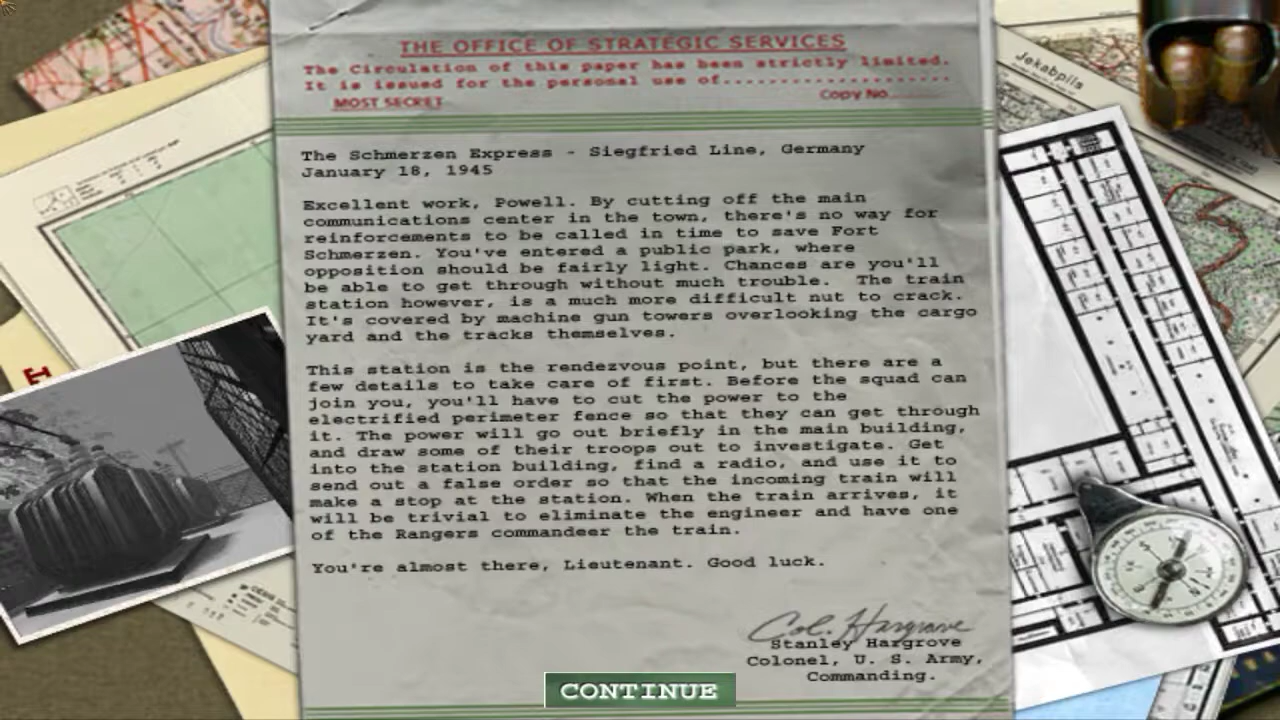 THE OFFICE OF STRATEGIC SERVICES
The Circulation of this paper has been strictly limited.
It is issued for the personal use of....................
MOST SECRET
Copy No........
The Schmerzen Express - Siegfried Line, Germany
January 18, 1945
Excellent work, Powell. By cutting off the main
communications center in the town, there's no way for
reinforcements to be called in time to save Fort
Schmerzen. You've entered a public park, where
opposition should be fairly light. Chances are you'll
be able to get through without much trouble. The train
station however, is a much more difficult nut to crack.
It's covered by machine gun towers overlooking the cargo
yard and the tracks themselves.
This station is the rendezvous point, but there are a
few details to take care of first. Before the squad can
join you, you'll have to cut the power to the
electrified perimeter fence so that they can get through
it. The power will go out briefly in the main building,
and draw some of their troops out to investigate. Get
into the station building, find a radio, and use it to
send out a false order so that the incoming train will
make a stop at the station. When the train arrives, it
will be trivial to eliminate the engineer and have one
of the Rangers commandeer the train.
You're almost there, Lieutenant. Good luck.
Col. Hargrove
Stanley Hargrove
Colonel, U. S. Army,
Commanding.
CONTINUE
Jekabpils